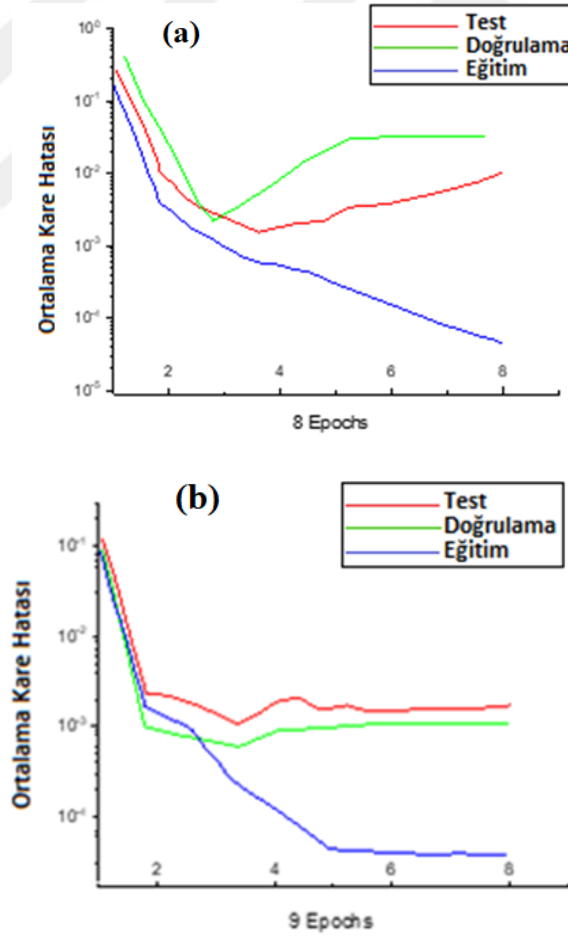 (a)
Test
Doğrulama
Eğitim
Ortalama Kare Hatası
10⁰
10⁻¹
10⁻²
10⁻³
10⁻⁴
10⁻⁵
2 4 6 8
8 Epochs
(b)
Test
Doğrulama
Eğitim
Ortalama Kare Hatası
10⁻¹
10⁻²
10⁻³
10⁻⁴
2 4 6 8
9 Epochs